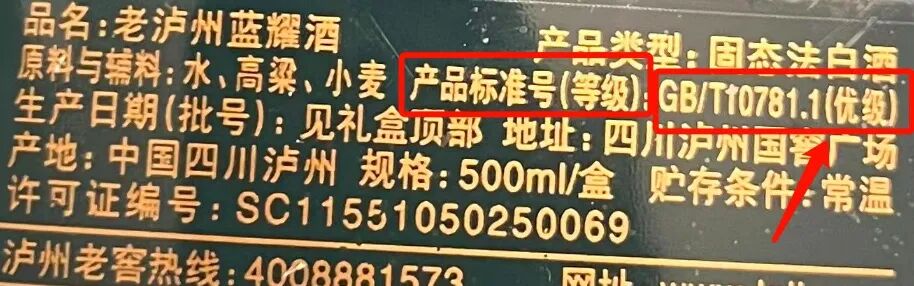 品名:老泸州蓝耀酒 产品类型:固态法白酒
原料与辅料:水、高粱、小麦 产品标准号(等级):GB/T10781.1(优级)
生产日期(批号):见礼盒顶部 地址:四川泸州国窖广场
产地:中国四川泸州 规格:500ml/盒 贮存条件:常温
许可证编号:SC11551050250069
泸州老窖热线:4008881573 网址